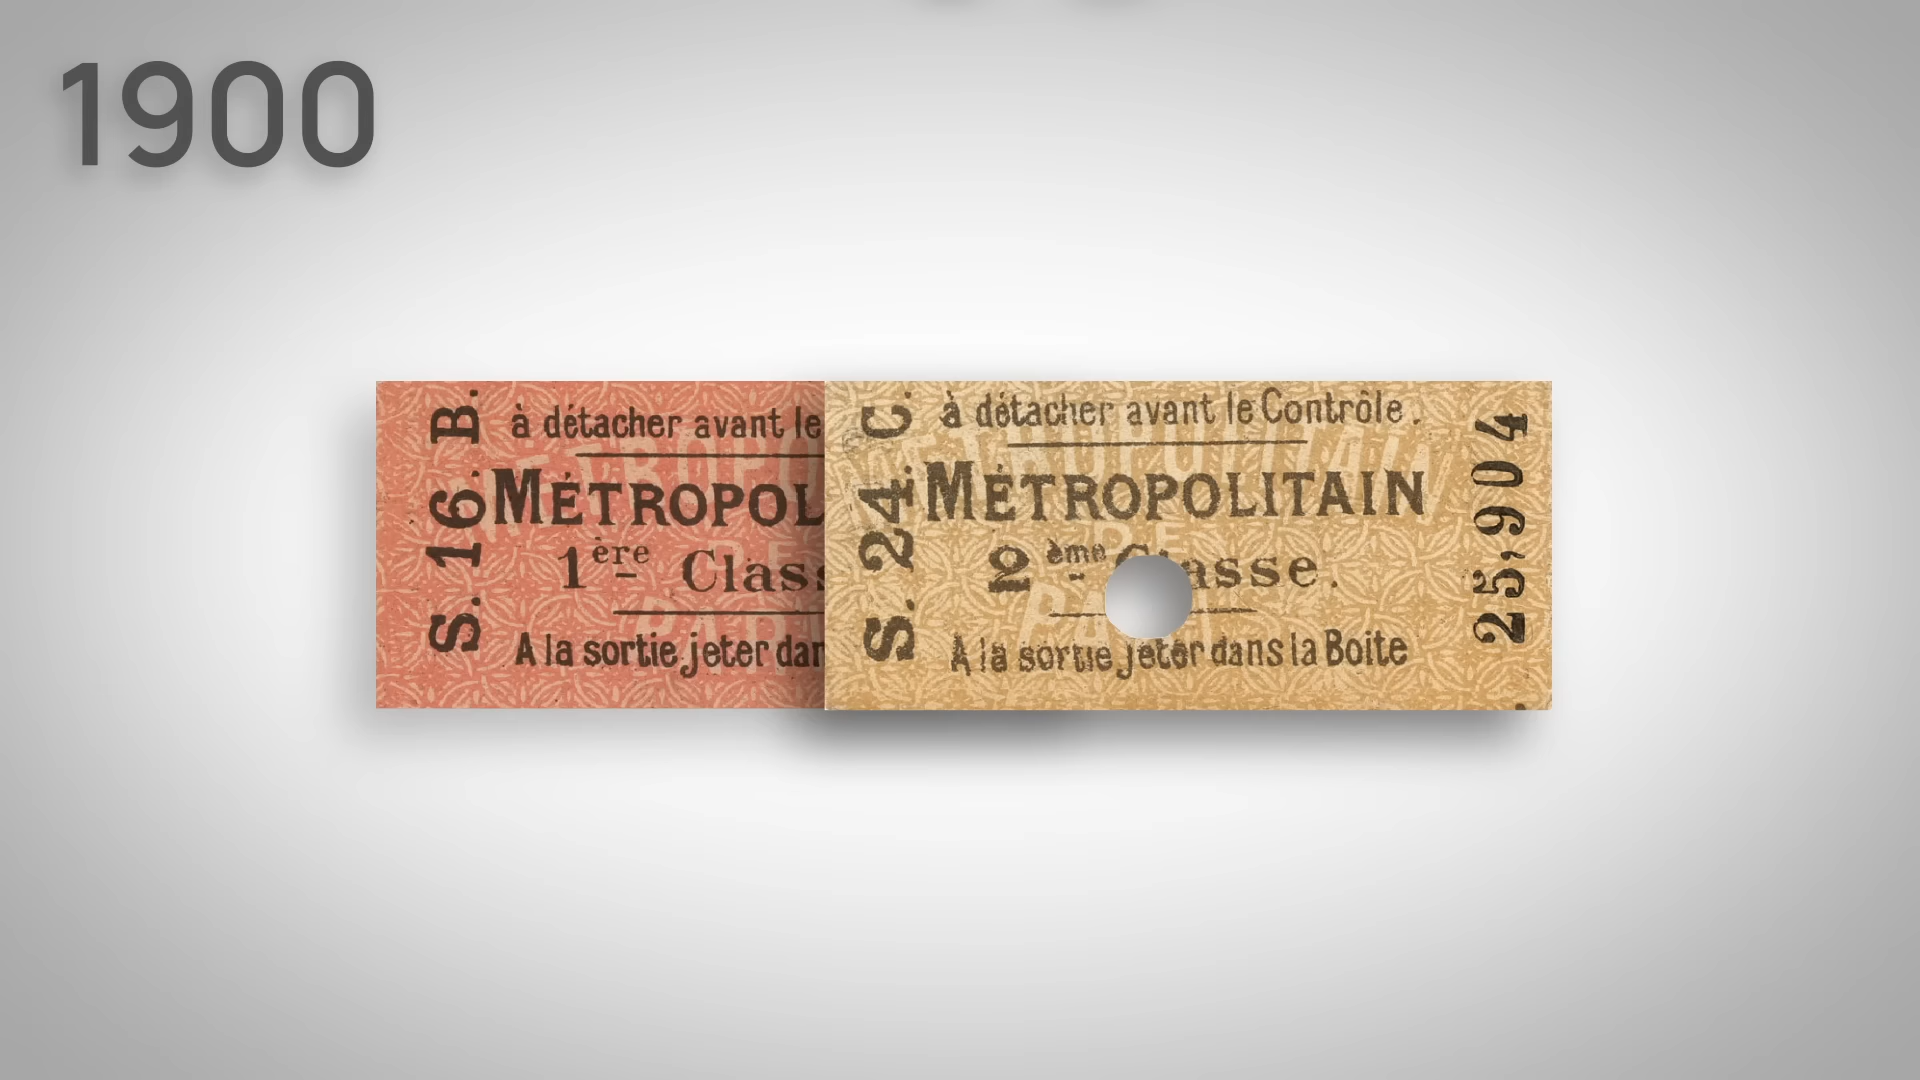 1900
S. 16. B.
à détacher avant le
MÉTROPOL
1ère Class
A la sortie jeter dan
S. 24. C.
à détacher avant le Contrôle.
MÉTROPOLITAIN
2ème Classe.
A la sortie jeter dans la Boite
25,904